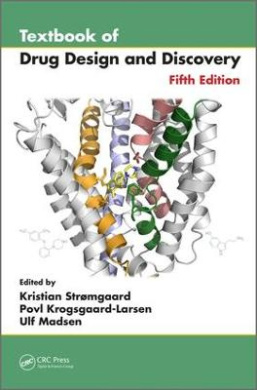 Textbook of
Drug Design and Discovery
Fifth Edition
Edited by
Kristian Strømgaard
Povl Krogsgaard-Larsen
Ulf Madsen
CRC Press